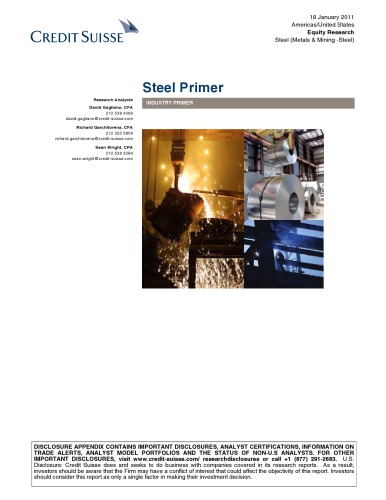 CREDIT SUISSE
18 January 2011
Americas/United States
Equity Research
Steel (Metals & Mining -Steel)
Steel Primer
INDUSTRY PRIMER
Research Analysts
David Gagliano, CFA
212 538 4369
david.gagliano@credit-suisse.com
Richard Garchitorena, CFA
212 325 5809
richard.garchitorena@credit-suisse.com
Sean Wright, CFA
212 538 3284
sean.wright@credit-suisse.com
DISCLOSURE APPENDIX CONTAINS IMPORTANT DISCLOSURES, ANALYST CERTIFICATIONS, INFORMATION ON
TRADE ALERTS, ANALYST MODEL PORTFOLIOS AND THE STATUS OF NON-U.S ANALYSTS. FOR OTHER
IMPORTANT DISCLOSURES, visit www.credit-suisse.com/ researchdisclosures or call +1 (877) 291-2683. U.S.
Disclosure: Credit Suisse does and seeks to do business with companies covered in its research reports. As a result,
investors should be aware that the Firm may have a conflict of interest that could affect the objectivity of this report. Investors
should consider this report as only a single factor in making their investment decision.